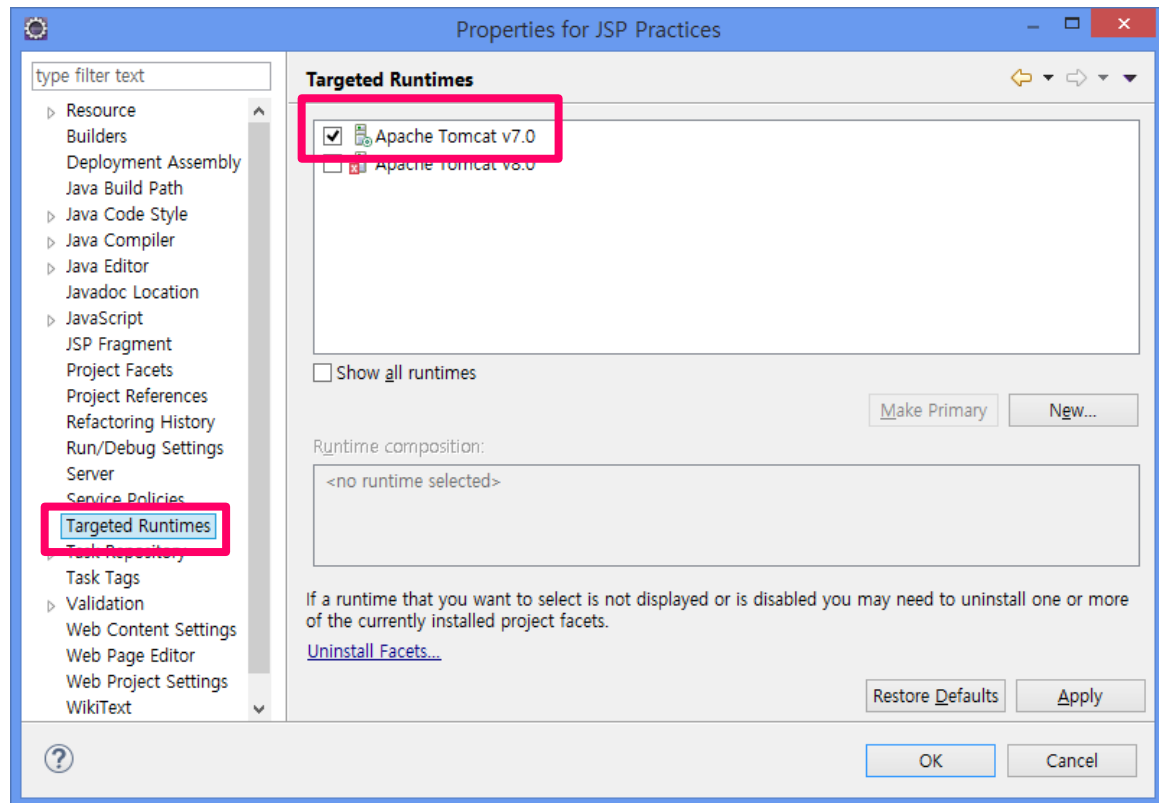 Properties for JSP Practices
type filter text
Resource
Builders
Deployment Assembly
Java Build Path
Java Code Style
Java Compiler
Java Editor
Javadoc Location
JavaScript
JSP Fragment
Project Facets
Project References
Refactoring History
Run/Debug Settings
Server
Service Policies
Targeted Runtimes
Task Repository
Task Tags
Validation
Web Content Settings
Web Page Editor
Web Project Settings
WikiText
Targeted Runtimes
Apache Tomcat v7.0
Apache Tomcat v8.0
Show all runtimes
Make Primary
New...
Runtime composition:
<no runtime selected>
If a runtime that you want to select is not displayed or is disabled you may need to uninstall one or more
of the currently installed project facets.
Uninstall Facets...
Restore Defaults
Apply
OK
Cancel